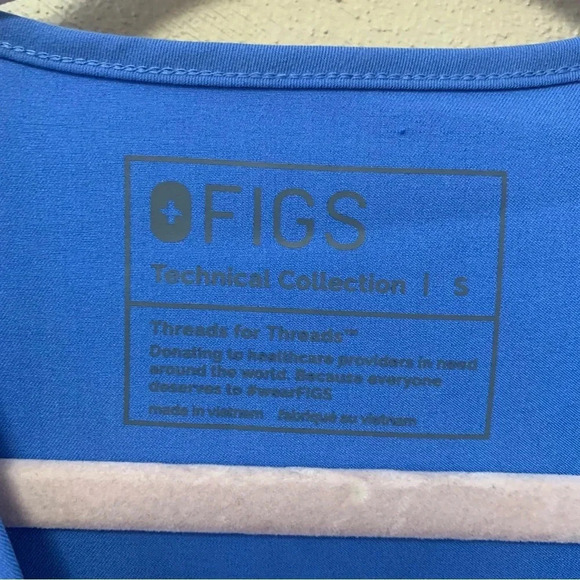 FIGS
Technical Collection | S
Threads for Threads™
Donating to healthcare providers in need
around the world. Because everyone
deserves to #wearFIGS
made in vietnam fabriqué au vietnam